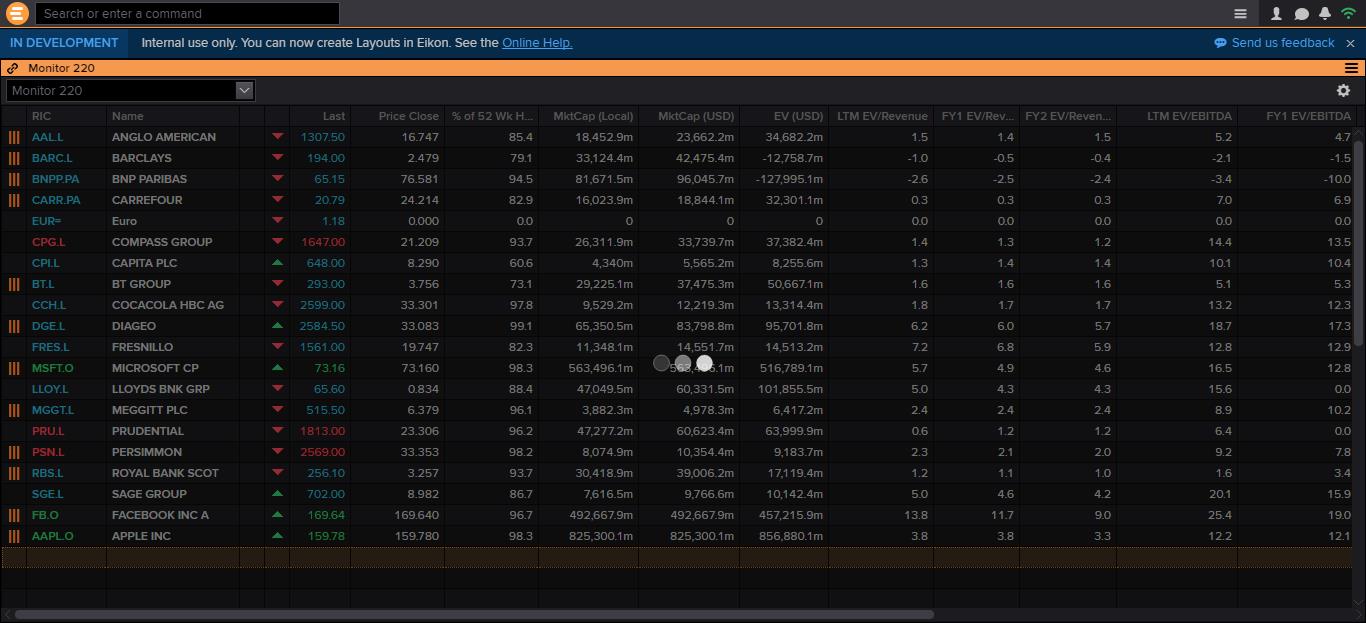 Search or enter a command
IN DEVELOPMENT Internal use only. You can now create Layouts in Eikon. See the Online Help. Send us feedback
Monitor 220
Monitor 220
RIC Name Last Price Close % of 52 Wk H... MktCap (Local) MktCap (USD) EV (USD) LTM EV/Revenue FY1 EV/Rev... FY2 EV/Reven... LTM EV/EBITDA FY1 EV/EBITDA
AAL.L ANGLO AMERICAN 1307.50 16.747 85.4 18,452.9m 23,662.2m 34,682.2m 1.5 1.4 1.5 5.2 4.7
BARC.L BARCLAYS 194.00 2.479 79.1 33,124.4m 42,475.4m -12,758.7m -1.0 -0.5 -0.4 -2.1 -1.5
BNPP.PA BNP PARIBAS 65.15 76.581 94.5 81,671.5m 96,045.7m -127,995.1m -2.6 -2.5 -2.4 -3.4 -10.0
CARR.PA CARREFOUR 20.79 24.214 82.9 16,023.9m 18,844.1m 32,301.1m 0.3 0.3 0.3 7.0 6.9
EUR= Euro 1.18 0.000 0.0 0 0 0 0.0 0.0 0.0 0.0 0.0
CPG.L COMPASS GROUP 1647.00 21.209 93.7 26,311.9m 33,739.7m 37,382.4m 1.4 1.3 1.2 14.4 13.5
CPI.L CAPITA PLC 648.00 8.290 60.6 4,340m 5,565.2m 8,255.6m 1.3 1.4 1.4 10.1 10.4
BT.L BT GROUP 293.00 3.756 73.1 29,225.1m 37,475.3m 50,667.1m 1.6 1.6 1.6 5.1 5.3
CCH.L COCACOLA HBC AG 2599.00 33.301 97.8 9,529.2m 12,219.3m 13,314.4m 1.8 1.7 1.7 13.2 12.3
DGE.L DIAGEO 2584.50 33.083 99.1 65,350.5m 83,798.8m 95,701.8m 6.2 6.0 5.7 18.7 17.3
FRES.L FRESNILLO 1561.00 19.747 82.3 11,348.1m 14,551.7m 14,513.2m 7.2 6.8 5.9 12.8 12.9
MSFT.O MICROSOFT CP 73.16 73.160 98.3 563,496.1m 516,789.1m 5.7 4.9 4.6 16.5 12.8
LLOY.L LLOYDS BNK GRP 65.60 0.834 88.4 47,049.5m 60,331.5m 101,855.5m 5.0 4.3 4.3 15.6 0.0
MGGT.L MEGGITT PLC 515.50 6.379 96.1 3,882.3m 4,978.3m 6,417.2m 2.4 2.4 2.4 8.9 10.2
PRU.L PRUDENTIAL 1813.00 23.306 96.2 47,277.2m 60,623.4m 63,999.9m 0.6 1.2 1.2 6.4 0.0
PSN.L PERSIMMON 2569.00 33.353 98.2 8,074.9m 10,354.4m 9,183.7m 2.3 2.1 2.0 9.2 7.8
RBS.L ROYAL BANK SCOT 256.10 3.257 93.7 30,418.9m 39,006.2m 17,119.4m 1.2 1.1 1.0 1.6 3.4
SGE.L SAGE GROUP 702.00 8.982 86.7 7,616.5m 9,766.6m 10,142.4m 5.0 4.6 4.2 20.1 15.9
FB.O FACEBOOK INC A 169.64 169.640 96.7 492,667.9m 492,667.9m 457,215.9m 13.8 11.7 9.0 25.4 19.0
AAPL.O APPLE INC 159.78 159.780 98.3 825,300.1m 825,300.1m 856,880.1m 3.8 3.8 3.3 12.2 12.1